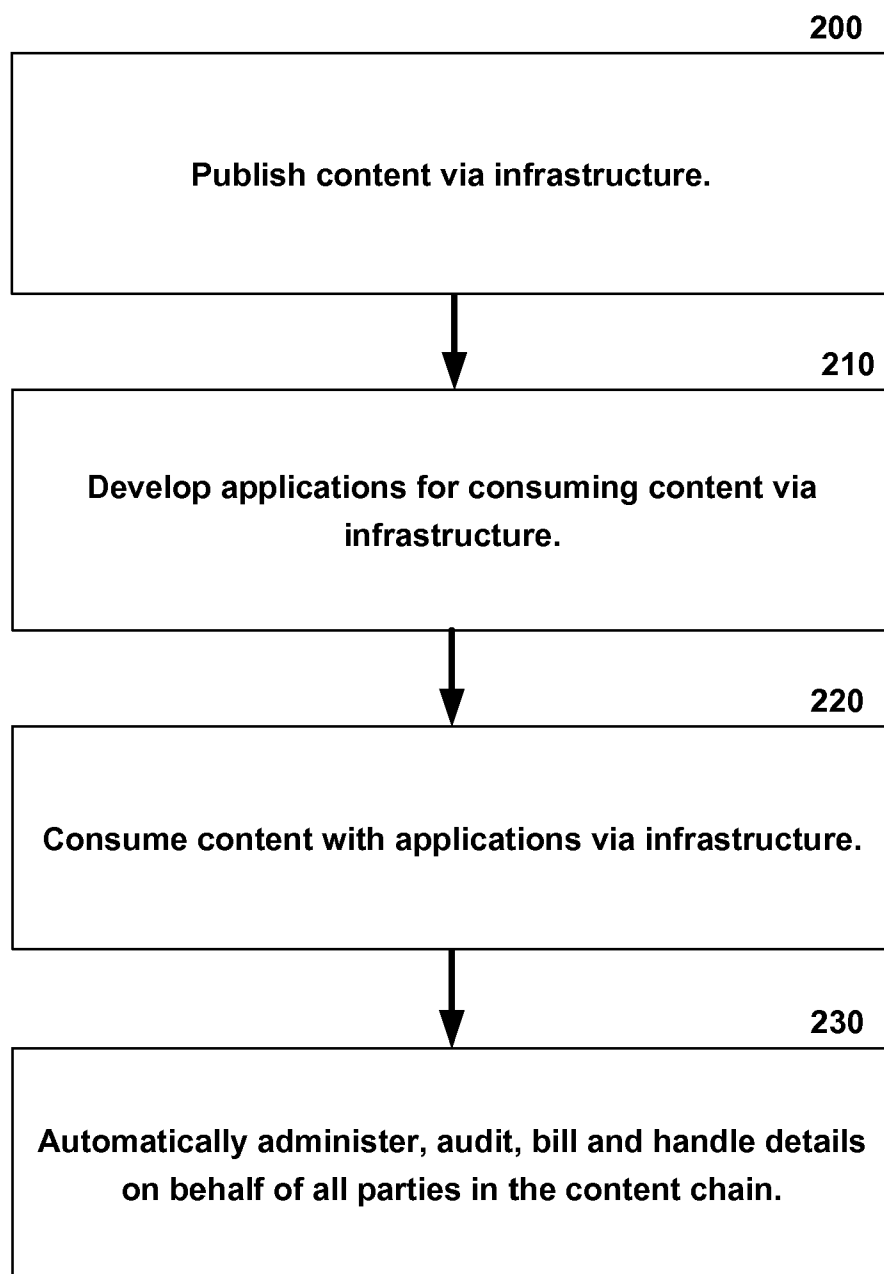 200
Publish content via infrastructure.
210
Develop applications for consuming content via
infrastructure.
220
Consume content with applications via infrastructure.
230
Automatically administer, audit, bill and handle details
on behalf of all parties in the content chain.